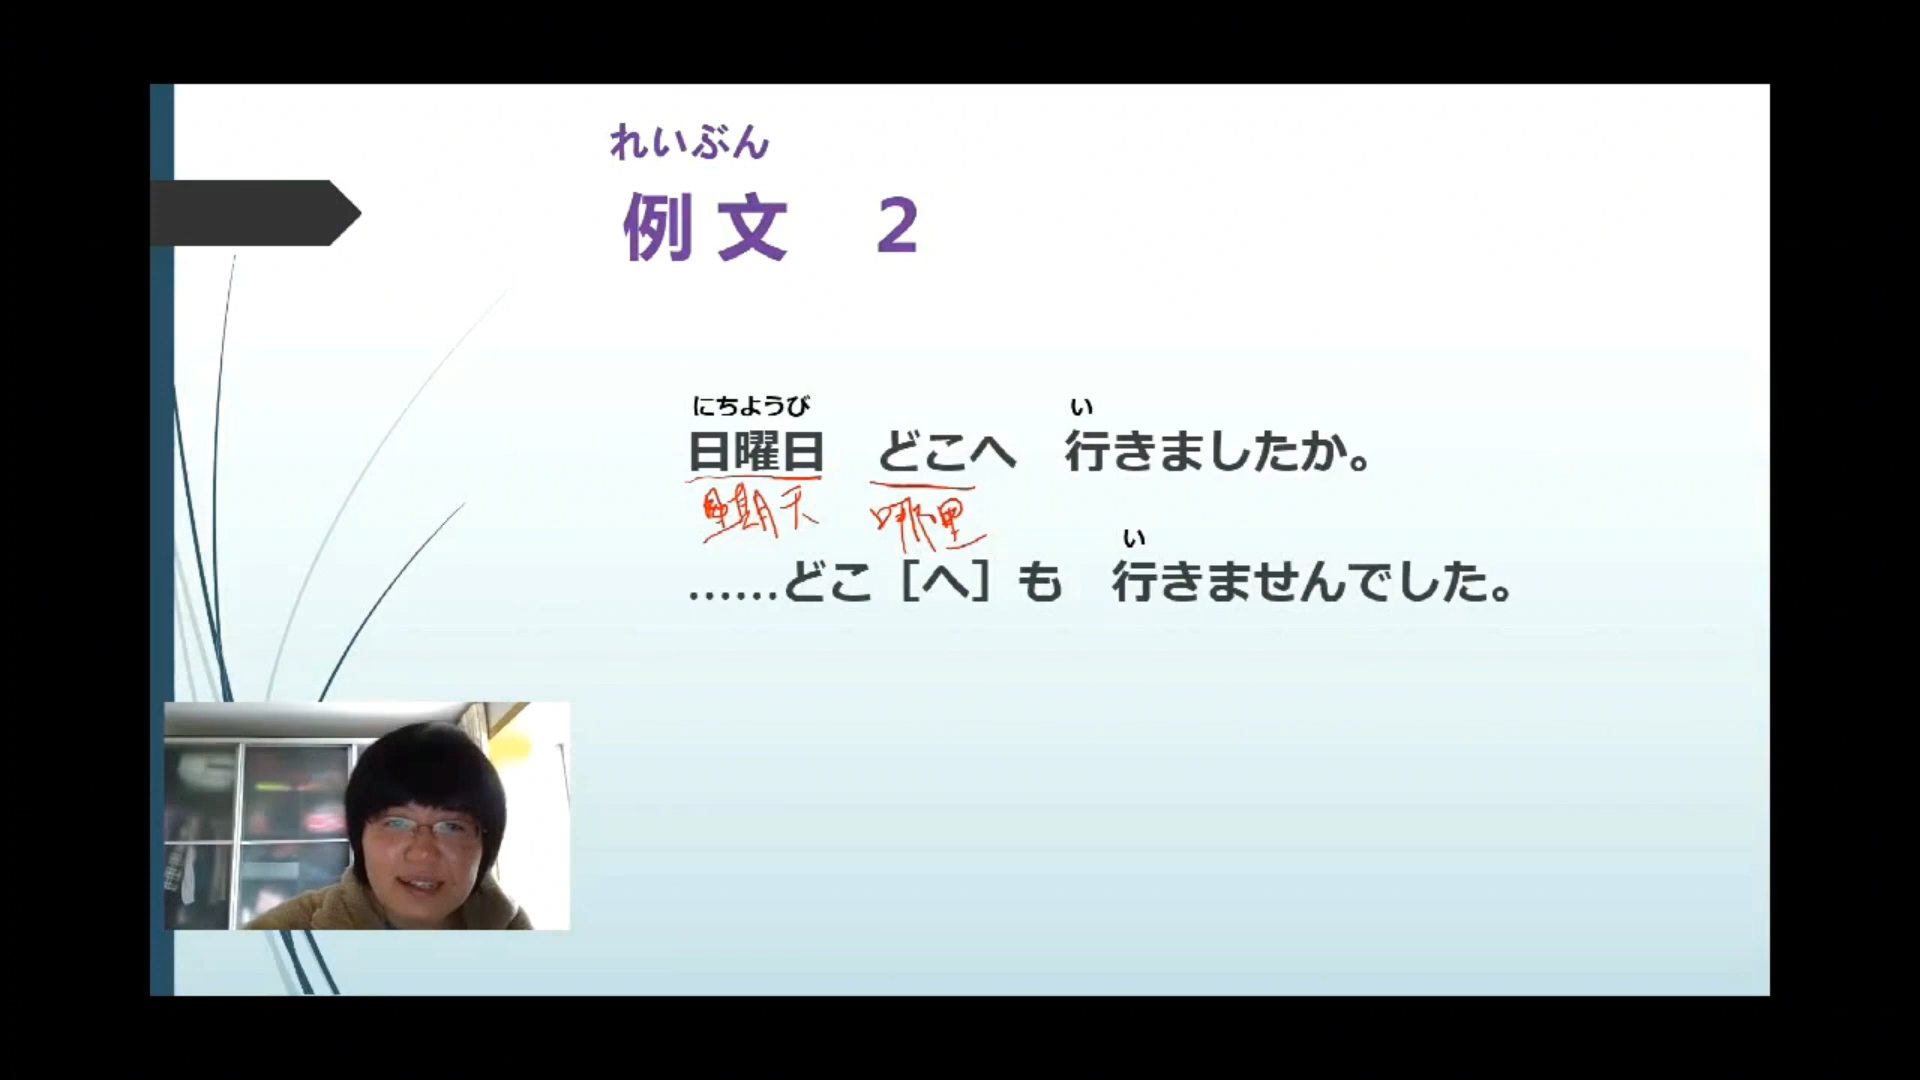 れいぶん
例文 2
にちようび い
日曜日 どこへ 行きましたか。
星期天 哪里
い
……どこ［へ］も 行きませんでした。